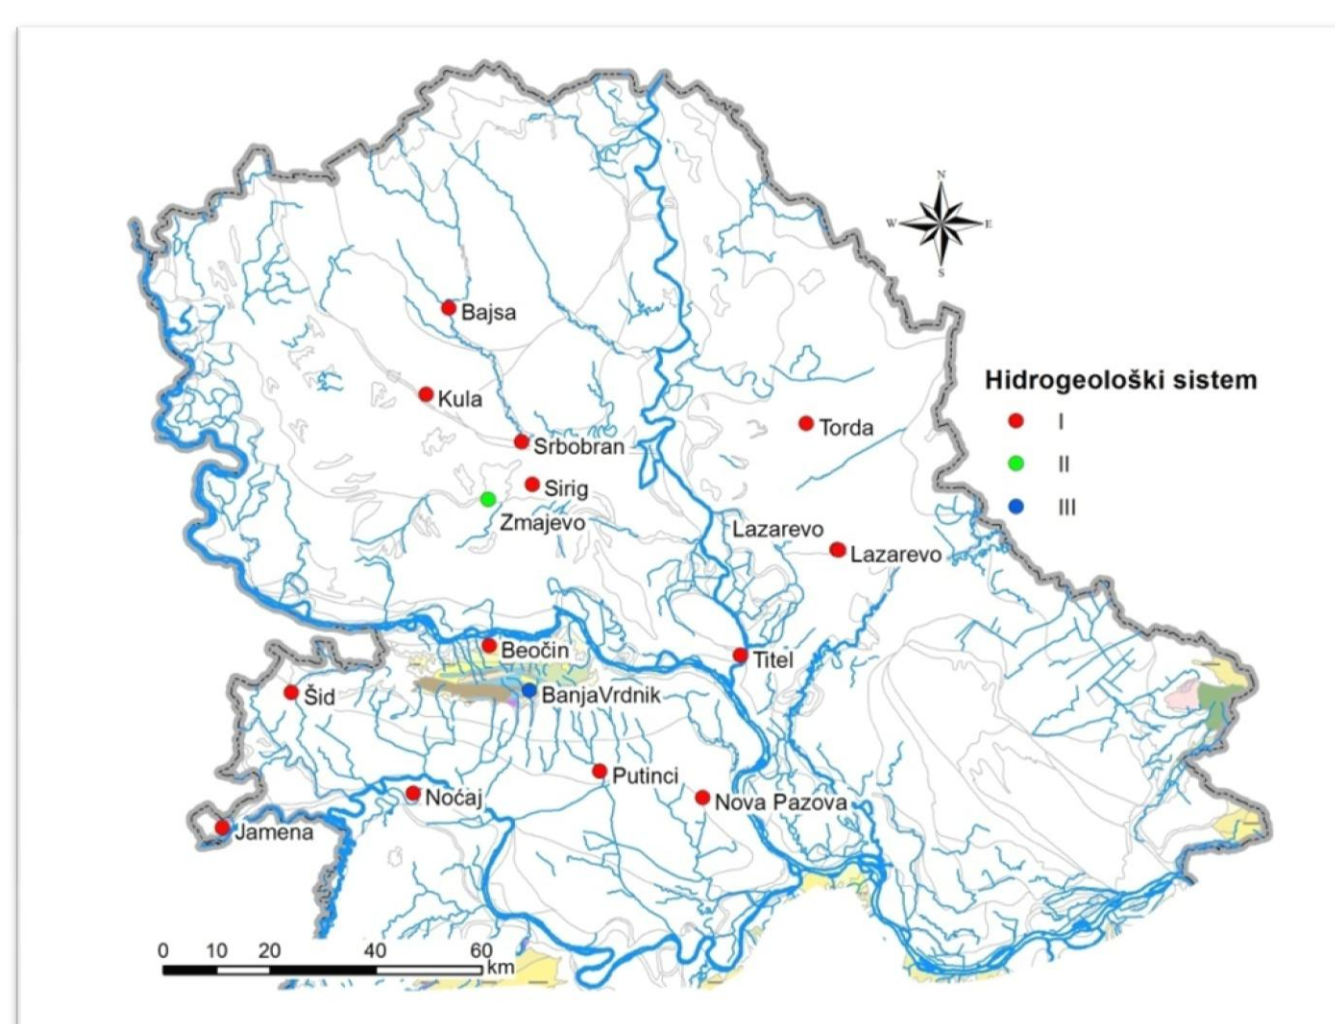 N
W E
S
Bajsa
Hidrogeološki sistem
Kula
I
Torda
Srbobran
II
Sirig
III
Zmajevo
Lazarevo
Lazarevo
Beočin
Titel
Šid
BanjaVrdnik
Putinci
Noćaj
Nova Pazova
Jamena
0 10 20 40 60
km